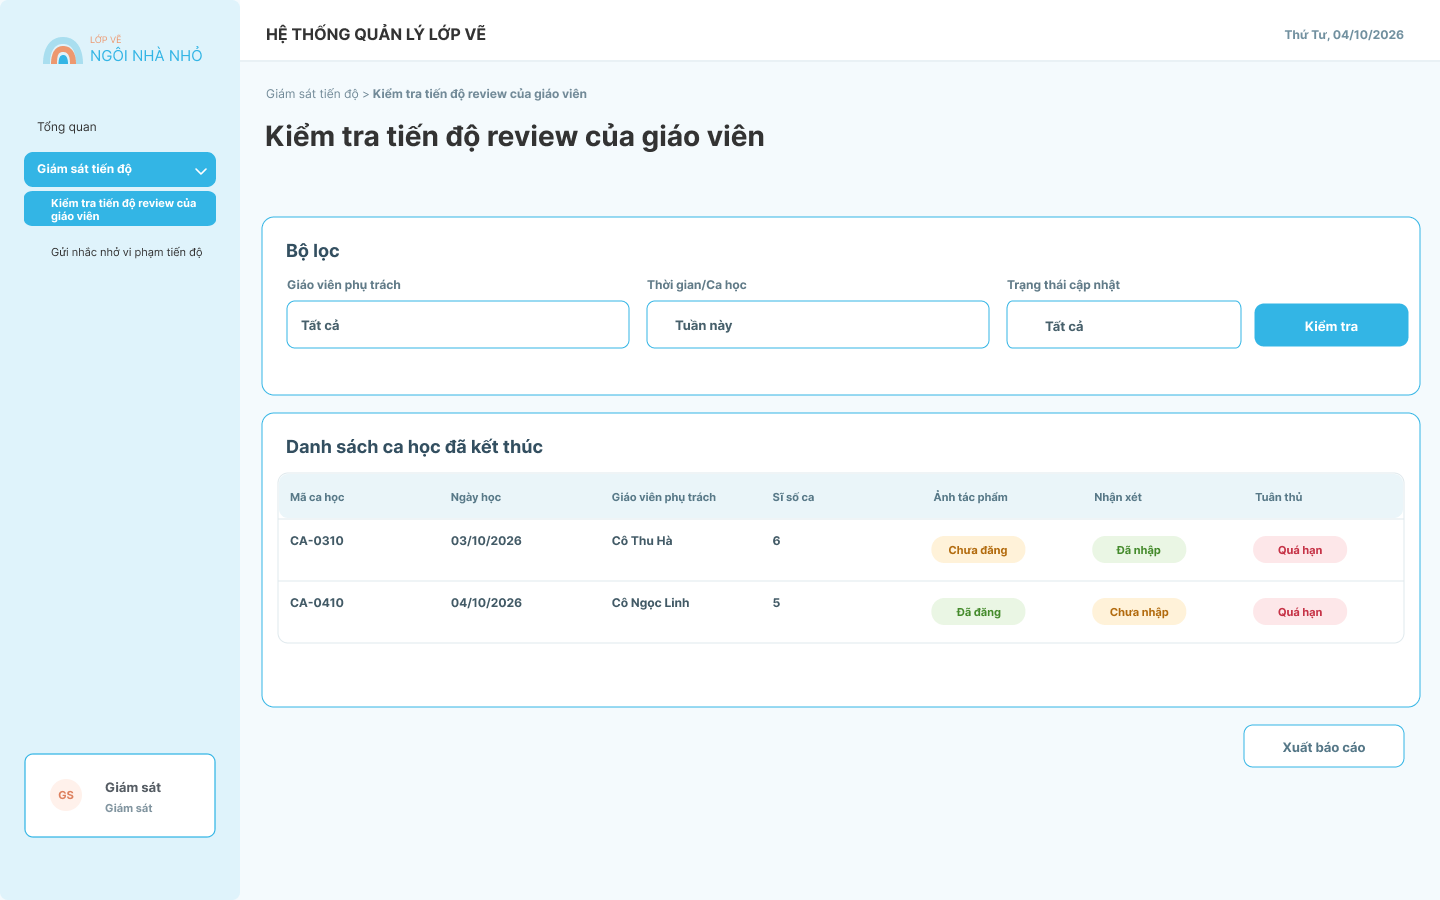 LỚP VẼ
NGÔI NHÀ NHỎ
Tổng quan
Giám sát tiến độ
Kiểm tra tiến độ review của
giáo viên
Gửi nhắc nhở vi phạm tiến độ
GS
Giám sát
Giám sát
HỆ THỐNG QUẢN LÝ LỚP VẼ
Thứ Tư, 04/10/2026
Giám sát tiến độ > Kiểm tra tiến độ review của giáo viên
Kiểm tra tiến độ review của giáo viên
Bộ lọc
Giáo viên phụ trách
Thời gian/Ca học
Trạng thái cập nhật
Tất cả
Tuần này
Tất cả
Kiểm tra
Danh sách ca học đã kết thúc
Mã ca học Ngày học Giáo viên phụ trách Sĩ số ca Ảnh tác phẩm Nhận xét Tuân thủ
CA-0310 03/10/2026 Cô Thu Hà 6 Chưa đăng Đã nhập Quá hạn
CA-0410 04/10/2026 Cô Ngọc Linh 5 Đã đăng Chưa nhập Quá hạn
Xuất báo cáo